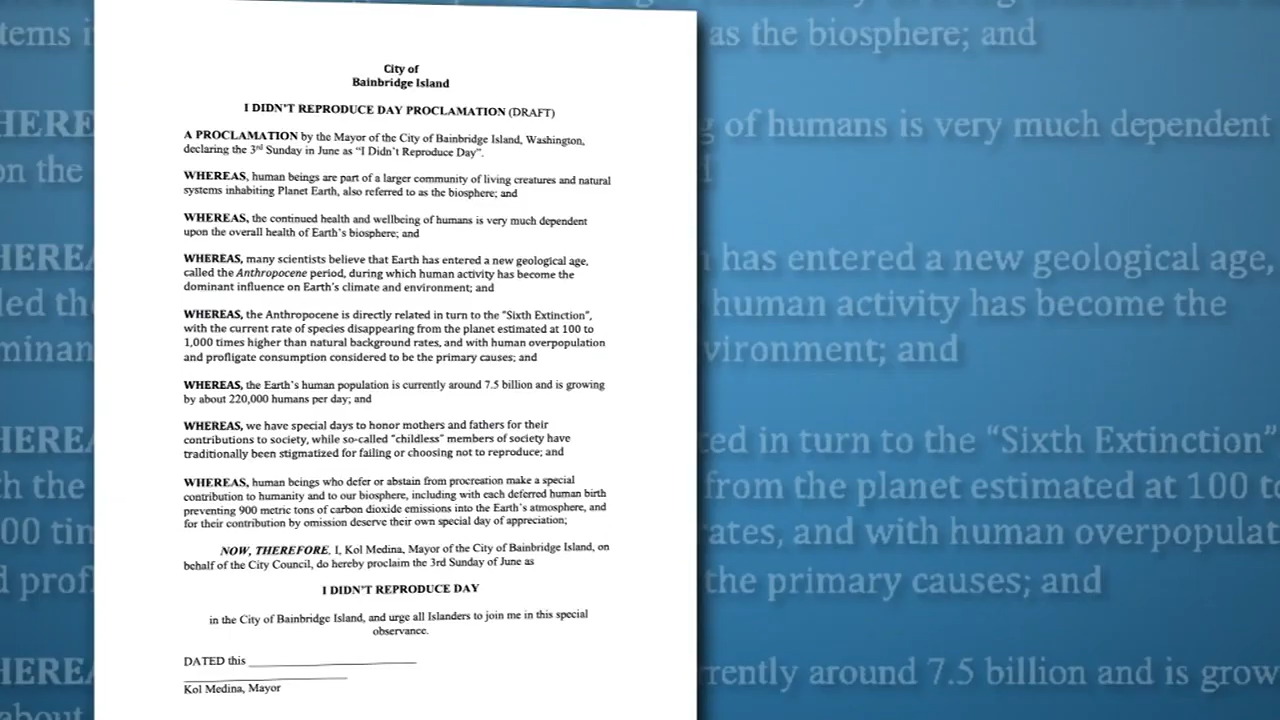 City of
Bainbridge Island
I DIDN'T REPRODUCE DAY PROCLAMATION (DRAFT)
A PROCLAMATION by the Mayor of the City of Bainbridge Island, Washington,
declaring the 3rd Sunday in June as "I Didn't Reproduce Day".
WHEREAS, human beings are part of a larger community of living creatures and natural
systems inhabiting Planet Earth, also referred to as the biosphere; and
WHEREAS, the continued health and wellbeing of humans is very much dependent
upon the overall health of Earth's biosphere; and
WHEREAS, many scientists believe that Earth has entered a new geological age,
called the Anthropocene period, during which human activity has become the
dominant influence on Earth's climate and environment; and
WHEREAS, the Anthropocene is directly related in turn to the "Sixth Extinction",
with the current rate of species disappearing from the planet estimated at 100 to
1,000 times higher than natural background rates, and with human overpopulation
and profligate consumption considered to be the primary causes; and
WHEREAS, the Earth's human population is currently around 7.5 billion and is growing
by about 220,000 humans per day; and
WHEREAS, we have special days to honor mothers and fathers for their
contributions to society, while so-called "childless" members of society have
traditionally been stigmatized for failing or choosing not to reproduce; and
WHEREAS, human beings who defer or abstain from procreation make a special
contribution to humanity and to our biosphere, including with each deferred human birth
preventing 900 metric tons of carbon dioxide emissions into the Earth's atmosphere, and
for their contribution by omission deserve their own special day of appreciation;
NOW, THEREFORE, I, Kol Medina, Mayor of the City of Bainbridge Island, on
behalf of the City Council, do hereby proclaim the 3rd Sunday of June as
I DIDN'T REPRODUCE DAY
in the City of Bainbridge Island, and urge all Islanders to join me in this special
observance.
DATED this
Kol Medina, Mayor
tems i
as the biosphere; and
HERE
g of humans is very much dependent
on the
HEREA
has entered a new geological age,
led the
human activity has become the
minan
vironment; and
HEREA
ted in turn to the "Sixth Extinction"
h the
from the planet estimated at 100 to
00 tim
rates, and with human overpopulat
d profl
the primary causes; and
HEREA
rrently around 7.5 billion and is grow
about